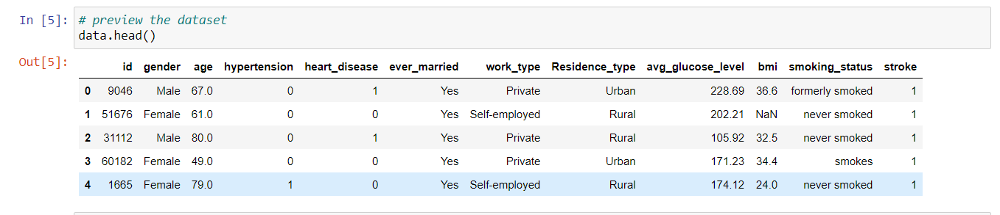 In [5]: # preview the dataset
data.head()
Out[5]:
id gender age hypertension heart_disease ever_married work_type Residence_type avg_glucose_level bmi smoking_status stroke
0 9046 Male 67.0 0 1 Yes Private Urban 228.69 36.6 formerly smoked 1
1 51676 Female 61.0 0 0 Yes Self-employed Rural 202.21 NaN never smoked 1
2 31112 Male 80.0 0 1 Yes Private Rural 105.92 32.5 never smoked 1
3 60182 Female 49.0 0 0 Yes Private Urban 171.23 34.4 smokes 1
4 1665 Female 79.0 1 0 Yes Self-employed Rural 174.12 24.0 never smoked 1